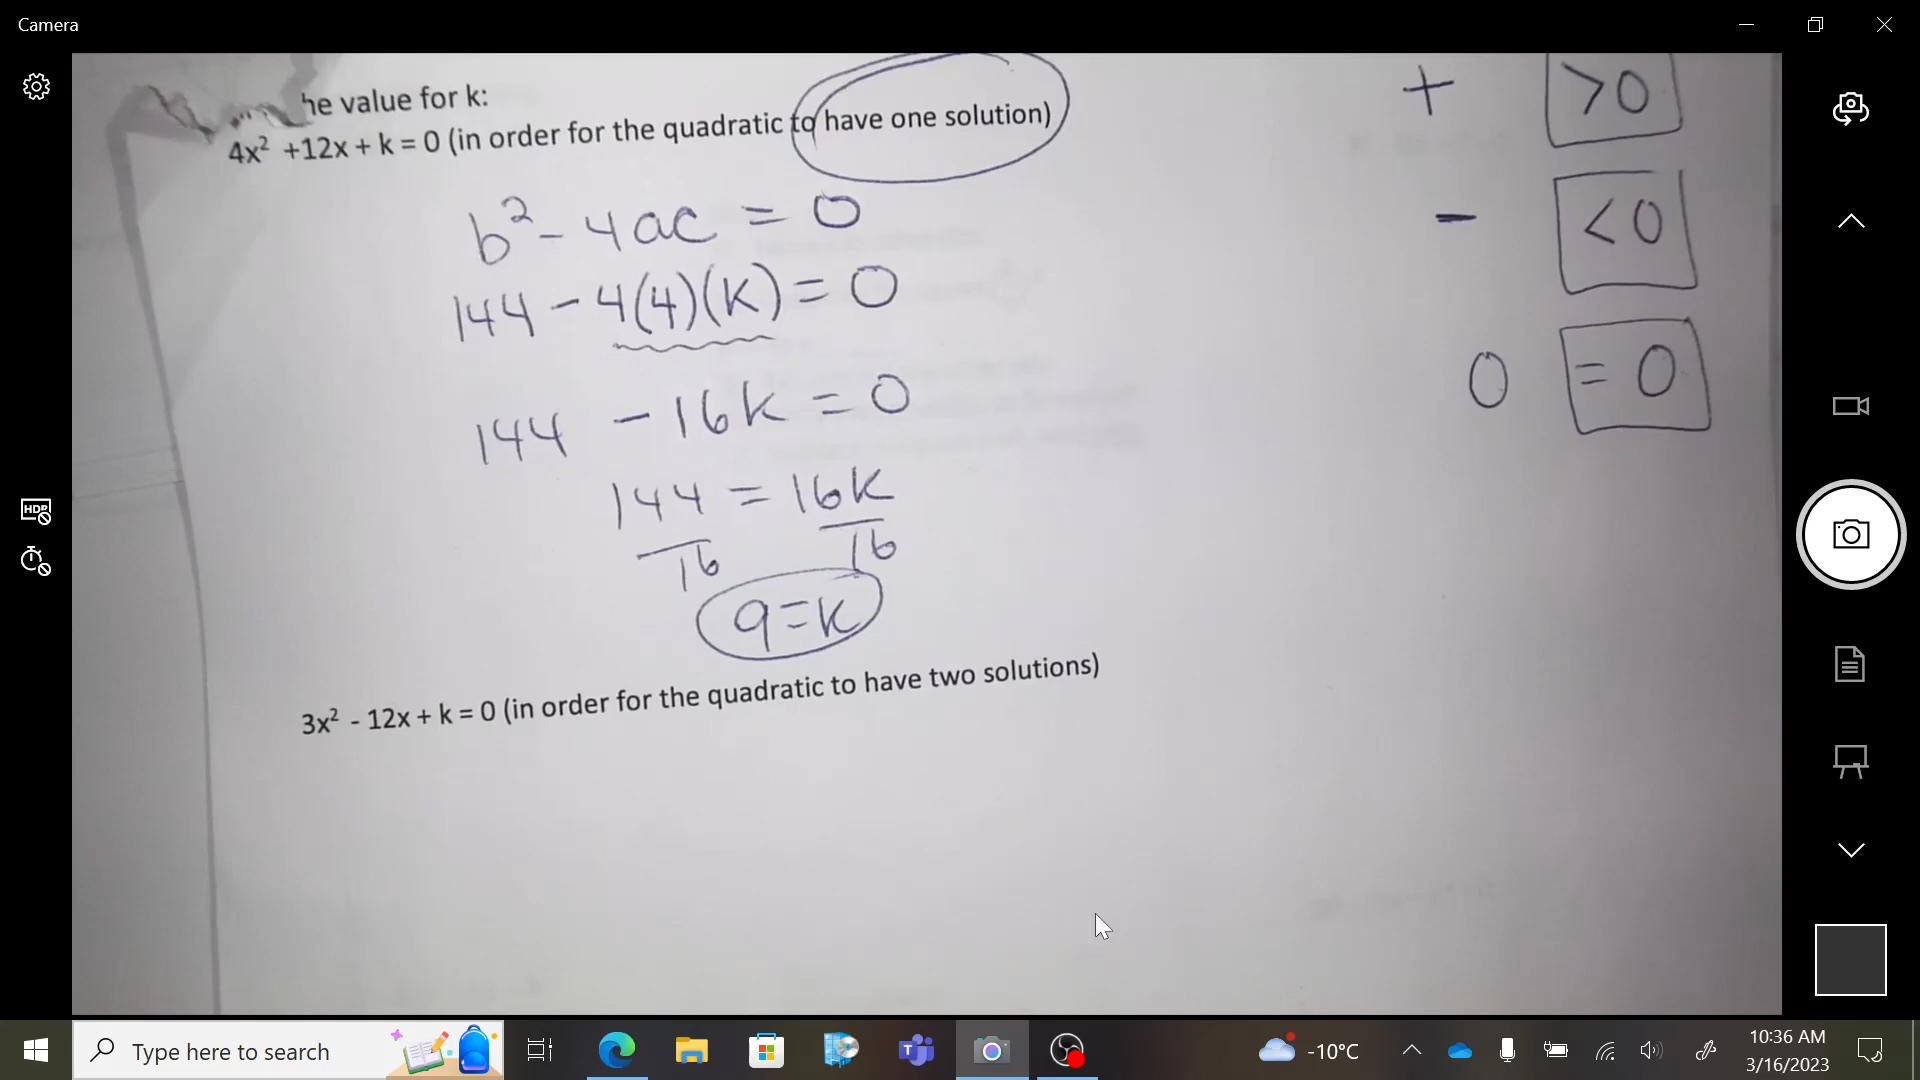 Camera
he value for k:
4x² +12x + k = 0 (in order for the quadratic to have one solution)
b² - 4ac = 0
144 - 4(4)(k) = 0
144 - 16k = 0
144 = 16k
16 16
9 = k
3x² - 12x + k = 0 (in order for the quadratic to have two solutions)
+ >0
- <0
0 = 0
HDR
Type here to search
-10°C
10:36 AM
3/16/2023